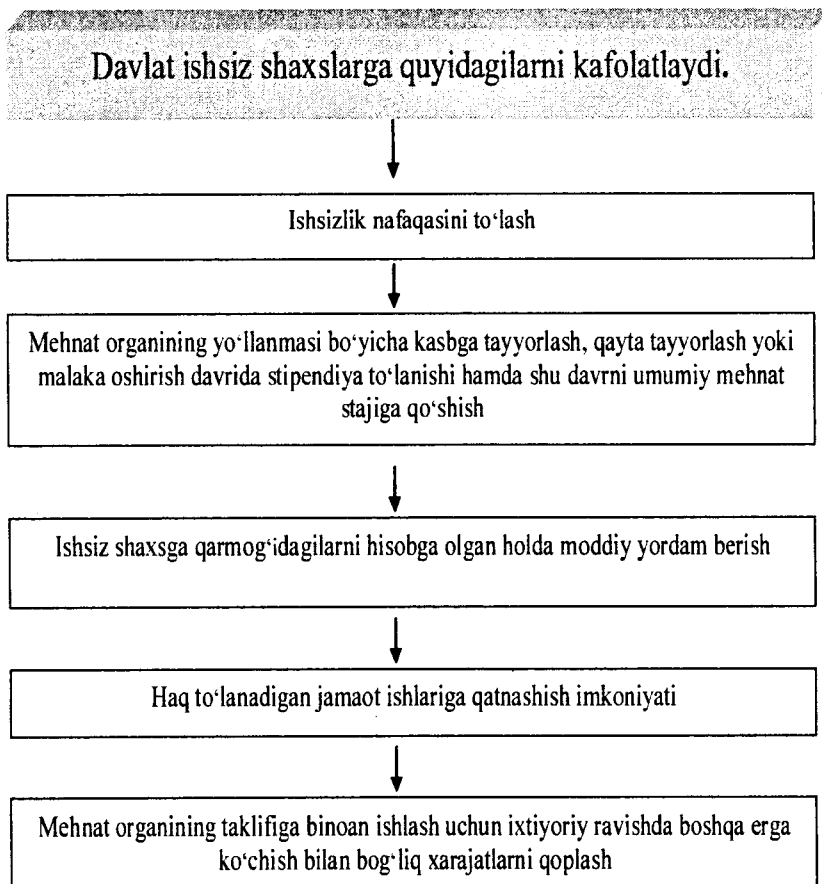 Davlat ishsiz shaxslarga quyidagilarni kafolatlaydi.
Ishsizlik nafaqasini to‘lash
Mehnat organining yo‘llanmasi bo‘yicha kasbga tayyorlash, qayta tayyorlash yoki
malaka oshirish davrida stipendiya to‘lanishi hamda shu davrni umumiy mehnat
stajiga qo‘shish
Ishsiz shaxsga qarmog‘idagilarni hisobga olgan holda moddiy yordam berish
Haq to‘lanadigan jamaot ishlariga qatnashish imkoniyati
Mehnat organining taklifiga binoan ishlash uchun ixtiyoriy ravishda boshqa erga
ko‘chish bilan bog‘liq xarajatlarni qoplash